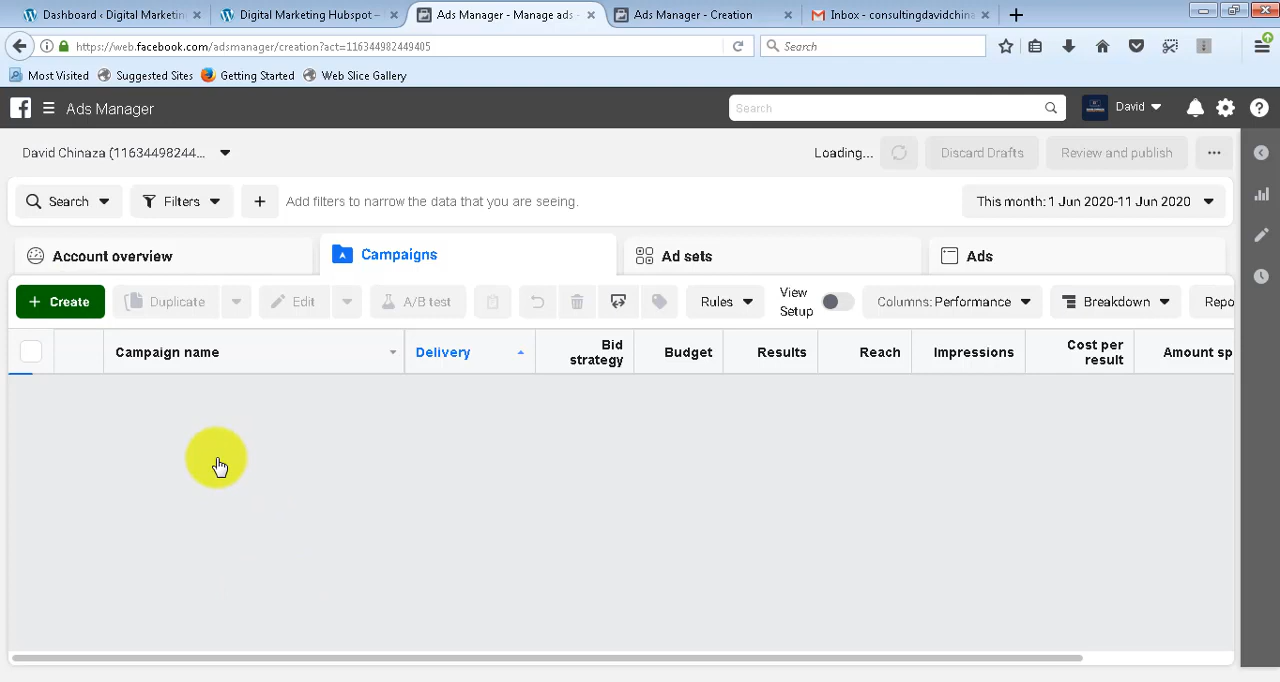 Dashboard ‹ Digital Marketin
Digital Marketing Hubspot –
Ads Manager - Manage ads -
Ads Manager - Creation
Inbox - consultingdavidchina
https://web.facebook.com/adsmanager/creation?act=116344982449405
Search
Most Visited
Suggested Sites
Getting Started
Web Slice Gallery
Ads Manager
Search
David
David Chinaza (11634498244...
Loading...
Discard Drafts
Review and publish
Search
Filters
Add filters to narrow the data that you are seeing.
This month: 1 Jun 2020-11 Jun 2020
Account overview
Campaigns
Ad sets
Ads
+ Create
Duplicate
Edit
A/B test
Rules
View
Setup
Columns: Performance
Breakdown
Repo
Campaign name
Delivery
Bid
strategy
Budget
Results
Reach
Impressions
Cost per
result
Amount sp